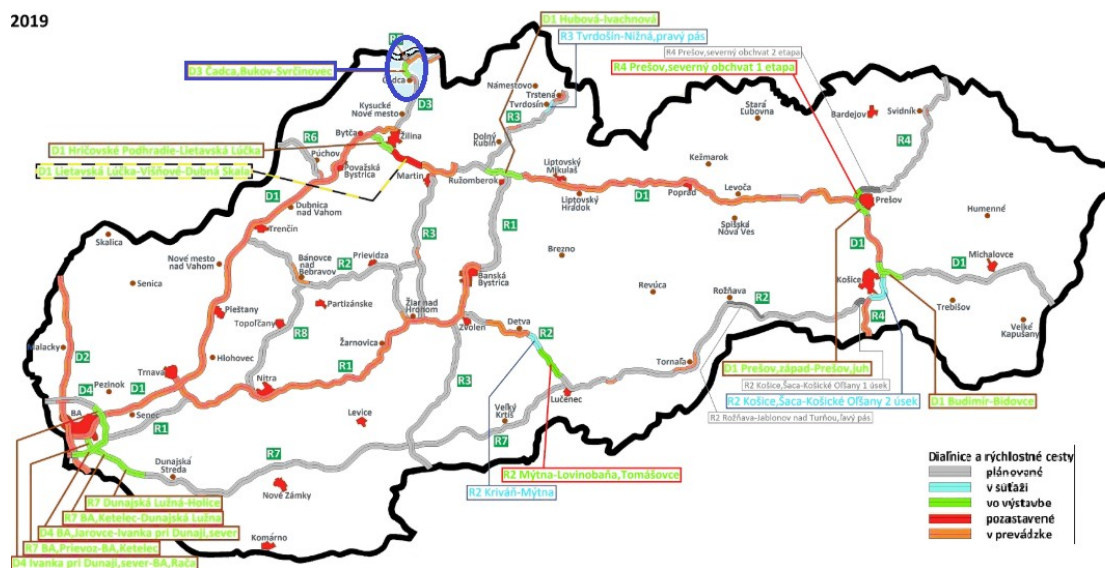 2019
D1 Hubová-Ivachnová
R3 Tvrdošín-Nižná,pravý pás
R4 Prešov,severný obchvat 2 etapa
R4 Prešov,severný obchvat 1 etapa
D3 Čadca,Bukov-Svrčinovec
Čadca
D3
Kysucké
Nové mesto
Námestovo
Trstená
Tvrdosín
R3
Stará
Ľubovna
Bardejov
Svidník
R4
Bytča
Žilina
R6
Púchov
D1 Hričovské Podhradie-Lietavská Lúčka
D1 Lietavská Lúčka-Višňové-Dubná Skala
Považská
Bystrica
Martin
Dolný
Kubín
Ružomberok
Liptovský
Mikuláš
Liptovský
Hrádok
D1
Poprad
Kežmarok
Levoča
Spišská
Nová Ves
Prešov
Humenné
D1
Dubnica
nad Vahom
Trenčín
Skalica
Nové mesto
nad Vahom
Senica
Bánovce
nad
Bebravov
R2
Prievidza
R3
R1
Banská
Bystrica
Brezno
D1
Michalovce
D1
Košice
Trebišov
Veľké
Kapušany
Partizánske
Žiar nad
Hronom
Zvolen
Detva
R2
Revúca
Rožňava
R2
R4
Pieštany
Topoľčany
R8
Žarnovica
R1
Malacky
D2
Hlohovec
Trnava
D1
Nitra
Tornaľa
Pezinok
D4
BA
Senec
R1
Levice
R3
Veľký
Krtíš
R7
Lučenec
D1 Prešov,západ-Prešov,juh
R2 Košice,Šaca-Košické Oľšany 1 úsek
R2 Košice,Šaca-Košické Oľšany 2 úsek
D1 Budimír-Bidovce
R2 Rožňava-Jablonov nad Turňou,ľavý pás
Dunajská
Streda
R7
Nové Zámky
Komárno
R2 Mýtna-Lovinobaňa,Tomášovce
R2 Kriváň-Mýtna
R7 Dunajská Lužná-Holice
R7 BA,Ketelec-Dunajská Lužná
D4 BA,Jarovce-Ivanka pri Dunaji,sever
R7 BA,Prievoz-BA,Ketelec
D4 Ivanka pri Dunaji,sever-BA,Rača
Diaľnice a rýchlostné cesty
plánované
v súťaži
vo výstavbe
pozastavené
v prevádzke